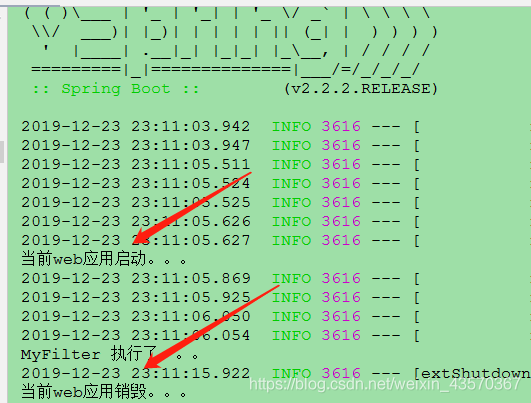 :: Spring Boot :: (v2.2.2.RELEASE)
2019-12-23 23:11:03.942 INFO 3616 --- [
2019-12-23 23:11:03.947 INFO 3616 --- [
2019-12-23 23:11:05.511 INFO 3616 --- [
2019-12-23 23:11:05.524 INFO 3616 --- [
2019-12-23 23:11:05.525 INFO 3616 --- [
2019-12-23 23:11:05.626 INFO 3616 --- [
2019-12-23 23:11:05.627 INFO 3616 --- [
当前web应用启动。。。
2019-12-23 23:11:05.869 INFO 3616 --- [
2019-12-23 23:11:05.925 INFO 3616 --- [
2019-12-23 23:11:06.050 INFO 3616 --- [
2019-12-23 23:11:06.054 INFO 3616 --- [
MyFilter 执行了。。。
2019-12-23 23:11:15.922 INFO 3616 --- [extShutdown
当前web应用销毁。。。
https://blog.csdn.net/weixin_43570367